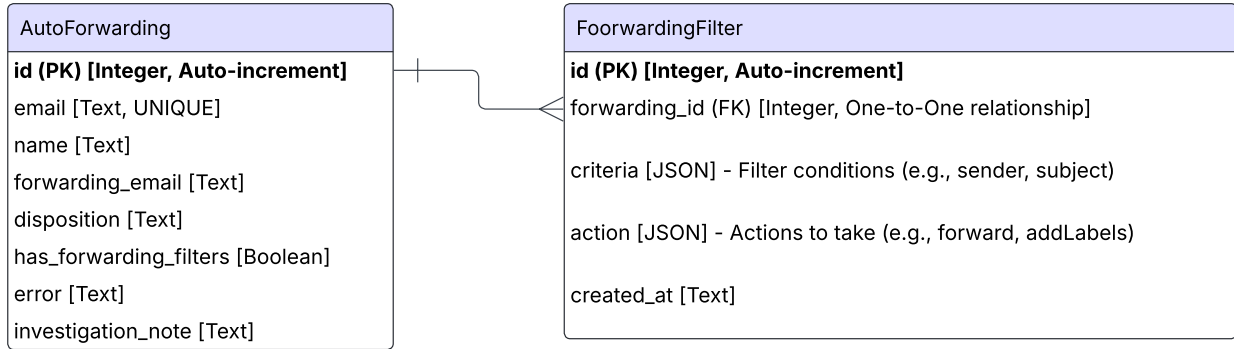 AutoForwarding
id (PK) [Integer, Auto-increment]
email [Text, UNIQUE]
name [Text]
forwarding_email [Text]
disposition [Text]
has_forwarding_filters [Boolean]
error [Text]
investigation_note [Text]
FoorwardingFilter
id (PK) [Integer, Auto-increment]
forwarding_id (FK) [Integer, One-to-One relationship]
criteria [JSON] - Filter conditions (e.g., sender, subject)
action [JSON] - Actions to take (e.g., forward, addLabels)
created_at [Text]